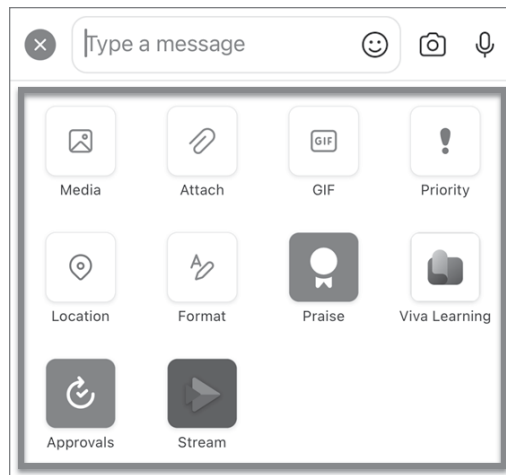 Type a message
GIF
Media Attach GIF Priority
Location Format Praise Viva Learning
Approvals Stream